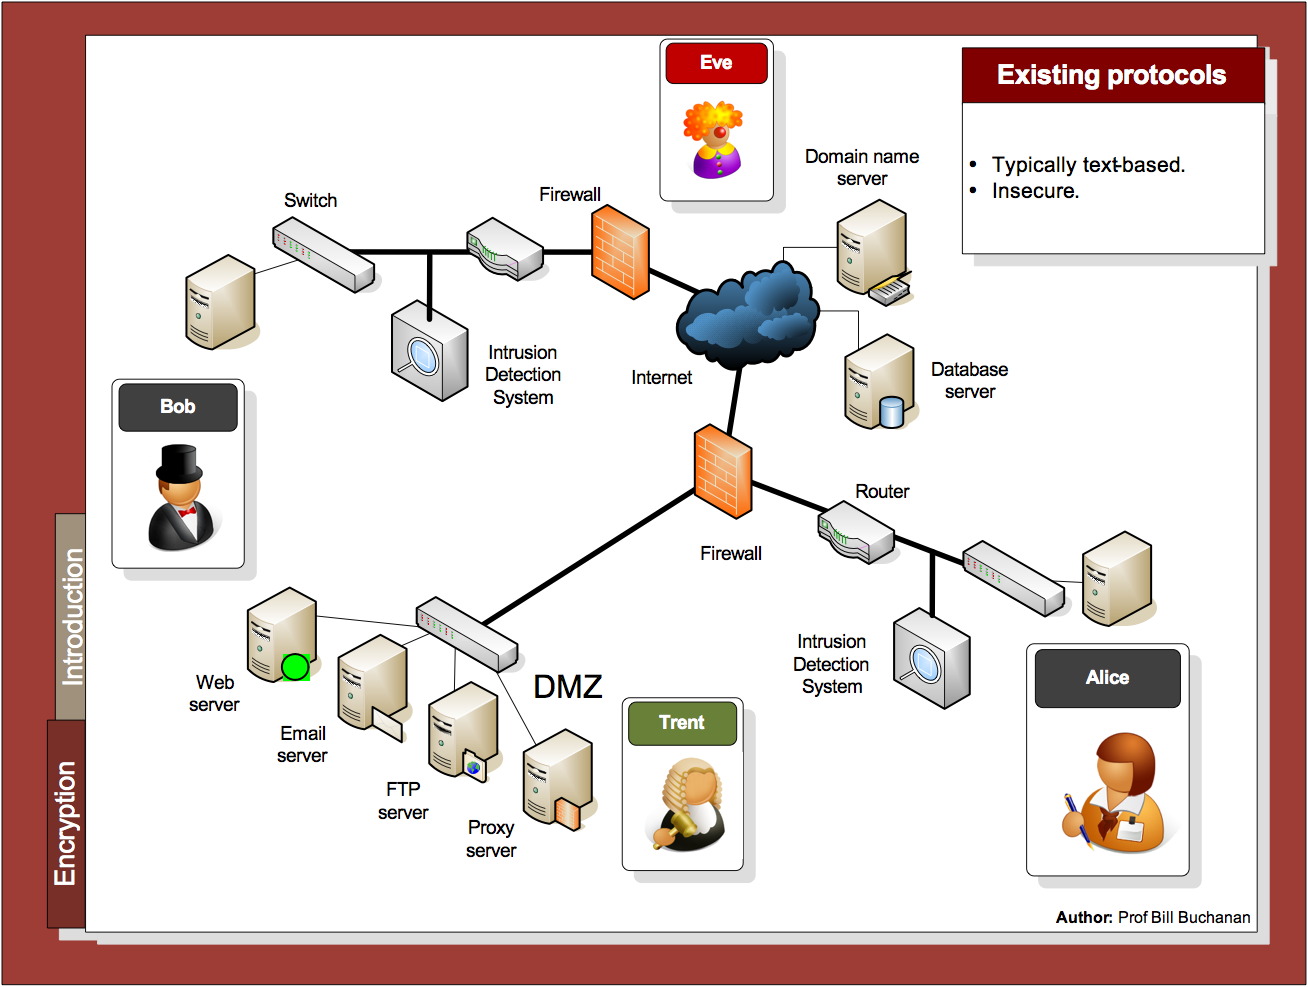 Eve
Existing protocols
• Typically text-based.
• Insecure.
Domain name
server
Firewall
Switch
Intrusion
Detection
System
Internet
Database
server
Bob
Router
Firewall
Introduction
Encryption
Web
server
Email
server
FTP
server
Proxy
server
DMZ
Trent
Intrusion
Detection
System
Alice
Author: Prof Bill Buchanan